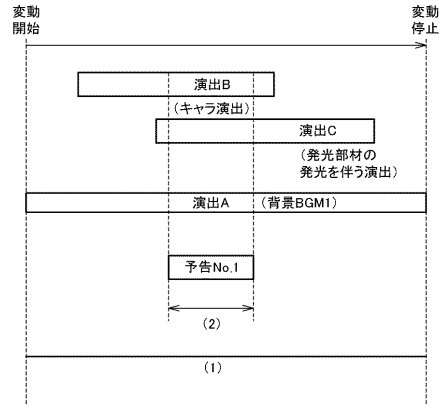 変動
開始
変動
停止
演出B
(キャラ演出)
演出C
(発光部材の
発光を伴う演出)
演出A (背景BGM1)
予告No.1
(2)
(1)